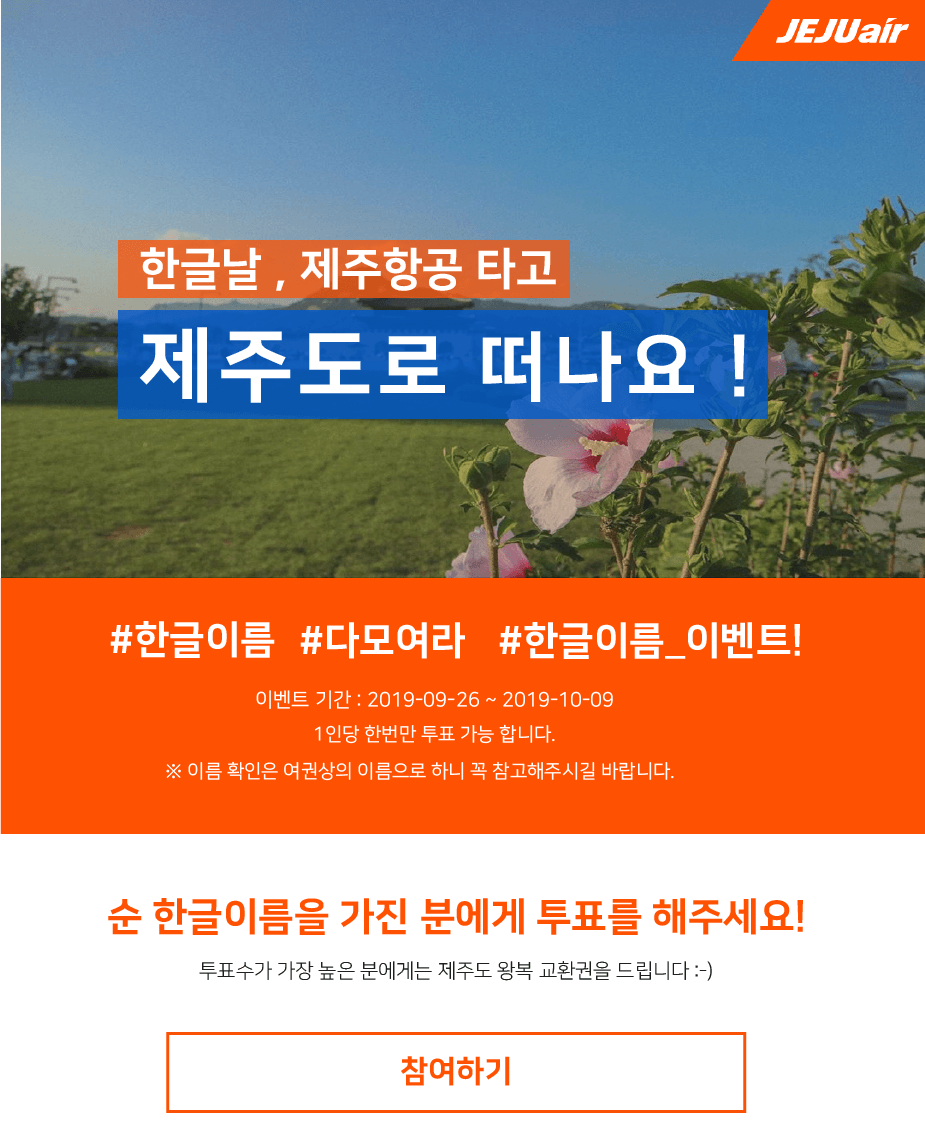 JEJUair
한글날 , 제주항공 타고
제주도로 떠나요 !
#한글이름 #다모여라 #한글이름_이벤트!
이벤트 기간 : 2019-09-26 ~ 2019-10-09
1인당 한번만 투표 가능 합니다.
※ 이름 확인은 여권상의 이름으로 하니 꼭 참고해주시길 바랍니다.
순 한글이름을 가진 분에게 투표를 해주세요!
투표수가 가장 높은 분에게는 제주도 왕복 교환권을 드립니다 :-)
참여하기